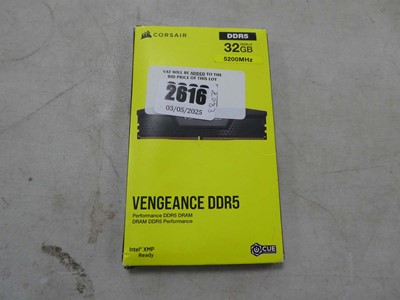 CORSAIR
DDR5
32GB
5200MHz
VAT WILL BE ADDED TO THE
BID PRICE OF THIS LOT
2616
03/05/2025
VENGEANCE DDR5
Performance DDR5 DRAM
DRAM DDR5 Performance
Intel® XMP
Ready
iCUE